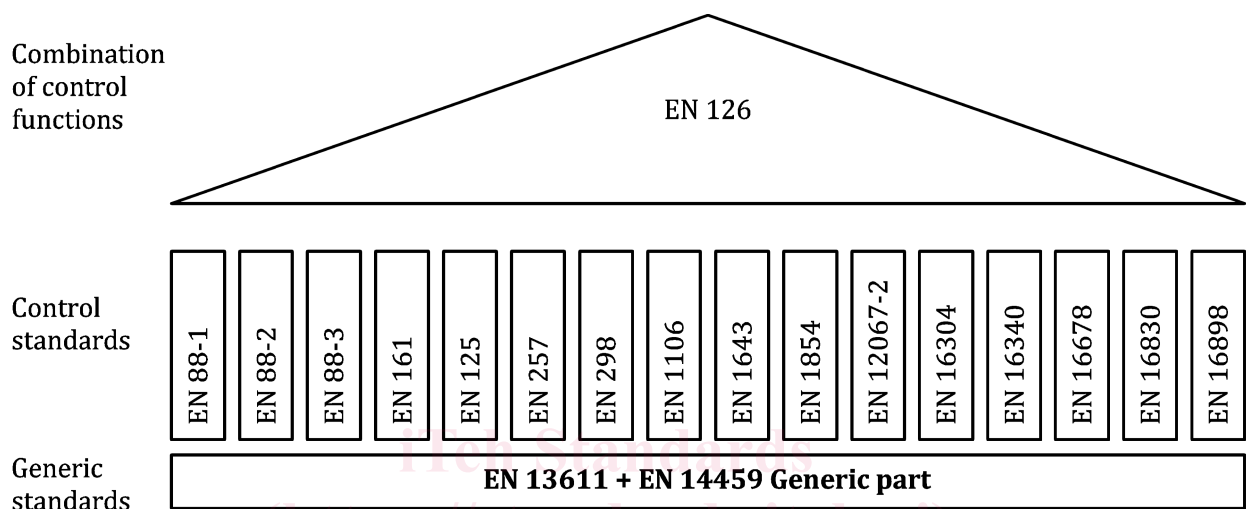 Combination
of control
functions
EN 126
Control
standards
EN 88-1
EN 88-2
EN 88-3
EN 161
EN 125
EN 257
EN 298
EN 1106
EN 1643
EN 1854
EN 12067-2
EN 16304
EN 16340
EN 16678
EN 16830
EN 16898
iTeh Standards
Generic
standards
EN 13611 + EN 14459 Generic part